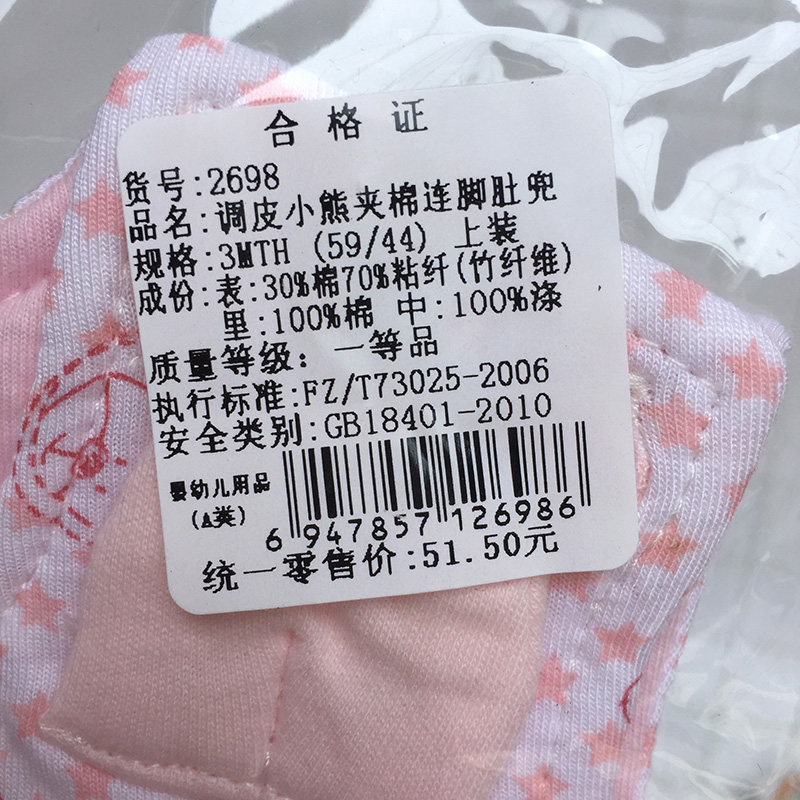 合格证
货号:2698
品名:调皮小熊夹棉连脚肚兜
规格:3MTH (59/44) 上装
成份:表:30%棉70%粘纤(竹纤维)
里:100%棉 中:100%涤
质量等级: 一等品
执行标准:FZ/T73025-2006
安全类别:GB18401-2010
婴幼儿用品
(A类)
6 947857 126986
统一零售价:51.50元